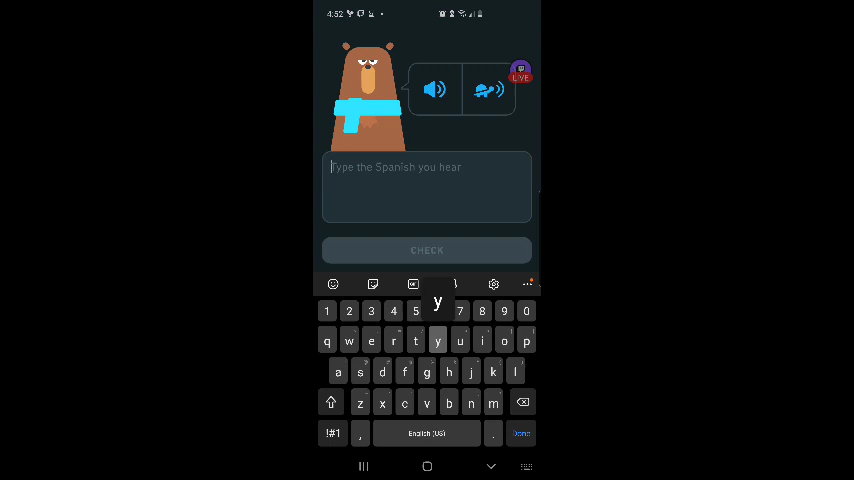 4:52
LIVE
Type the Spanish you hear
CHECK
GIF
y
1 2 3 4 5 7 8 9 0
q w e r t y u i o p
a s d f g h j k l
z x c v b n m
!#1 , English (US) . Done